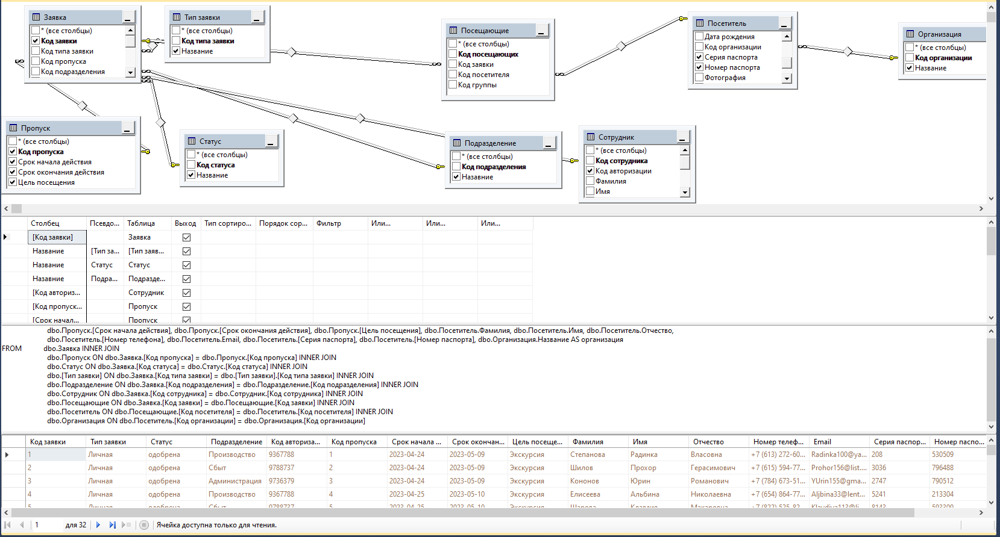 Заявка
* (все столбцы)
Код заявки
Код типа заявки
Код пропуска
Код подразделения
Тип заявки
* (все столбцы)
Код типа заявки
Название
Посещающие
* (все столбцы)
Код посещающих
Код заявки
Код посетителя
Код группы
Посетитель
Дата рождения
Код организации
Серия паспорта
Номер паспорта
Фотография
Организация
* (все столбцы)
Код организации
Название
Пропуск
* (все столбцы)
Код пропуска
Срок начала действия
Срок окончания действия
Цель посещения
Статус
* (все столбцы)
Код статуса
Название
Подразделение
* (все столбцы)
Код подразделения
Назавние
Сотрудник
* (все столбцы)
Код сотрудника
Код авторизации
Фамилия
Имя
Столбец Псевдо... Таблица Выход Тип сортиро... Порядок сор... Фильтр Или... Или... Или...
[Код заявки] Заявка
Название [Тип за... [Тип заяв...
Название Статус Статус
Назавние Подра... Подразде...
[Код авториз... Сотрудник
[Код пропуск... Пропуск
[Срок начал... Пропуск
dbo.Пропуск.[Срок начала действия], dbo.Пропуск.[Срок окончания действия], dbo.Пропуск.[Цель посещения], dbo.Посетитель.Фамилия, dbo.Посетитель.Имя, dbo.Посетитель.Отчество,
dbo.Посетитель.[Номер телефона], dbo.Посетитель.Email, dbo.Посетитель.[Серия паспорта], dbo.Посетитель.[Номер паспорта], dbo.Организация.Название AS организация
FROM dbo.Заявка INNER JOIN
dbo.Пропуск ON dbo.Заявка.[Код пропуска] = dbo.Пропуск.[Код пропуска] INNER JOIN
dbo.Статус ON dbo.Заявка.[Код статуса] = dbo.Статус.[Код статуса] INNER JOIN
dbo.[Тип заявки] ON dbo.Заявка.[Код типа заявки] = dbo.[Тип заявки].[Код типа заявки] INNER JOIN
dbo.Подразделение ON dbo.Заявка.[Код подразделения] = dbo.Подразделение.[Код подразделения] INNER JOIN
dbo.Сотрудник ON dbo.Заявка.[Код сотрудника] = dbo.Сотрудник.[Код сотрудника] INNER JOIN
dbo.Посещающие ON dbo.Заявка.[Код заявки] = dbo.Посещающие.[Код заявки] INNER JOIN
dbo.Посетитель ON dbo.Посещающие.[Код посетителя] = dbo.Посетитель.[Код посетителя] INNER JOIN
dbo.Организация ON dbo.Посетитель.[Код организации] = dbo.Организация.[Код организации]
Код заявки Тип заявки Статус Подразделение Код авториза... Код пропуска Срок начала ... Срок окончан... Цель посеще... Фамилия Имя Отчество Номер телеф... Email Серия паспор... Номер паспо...
1 Личная одобрена Производство 9367788 1 2023-04-24 2023-05-09 Экскурсия Степанова Радинка Власовна +7 (613) 272-60... Radinka100@ya... 208 530509
2 Личная одобрена Сбыт 9788737 2 2023-04-24 2023-05-09 Экскурсия Шилов Прохор Герасимович +7 (615) 594-77... Prohor156@list.... 3036 796488
3 Личная одобрена Администрация 9736379 3 2023-04-24 2023-05-09 Экскурсия Кононов Юрин Романович +7 (784) 673-51... YUrin155@gma... 2747 790512
4 Личная одобрена Производство 9367788 4 2023-04-25 2023-05-10 Экскурсия Елисеева Альбина Николаевна +7 (654) 864-77... Aljbina33@lent... 5241 213304
5 Личная одобрена Сбыт 9788737 5 2023-04-25 2023-05-10 Экскурсия Шарова Клавдия Макаровна +7 (822) 525-82... Klavdiya113@li... 8143 593309
1 для 32 Ячейка доступна только для чтения.